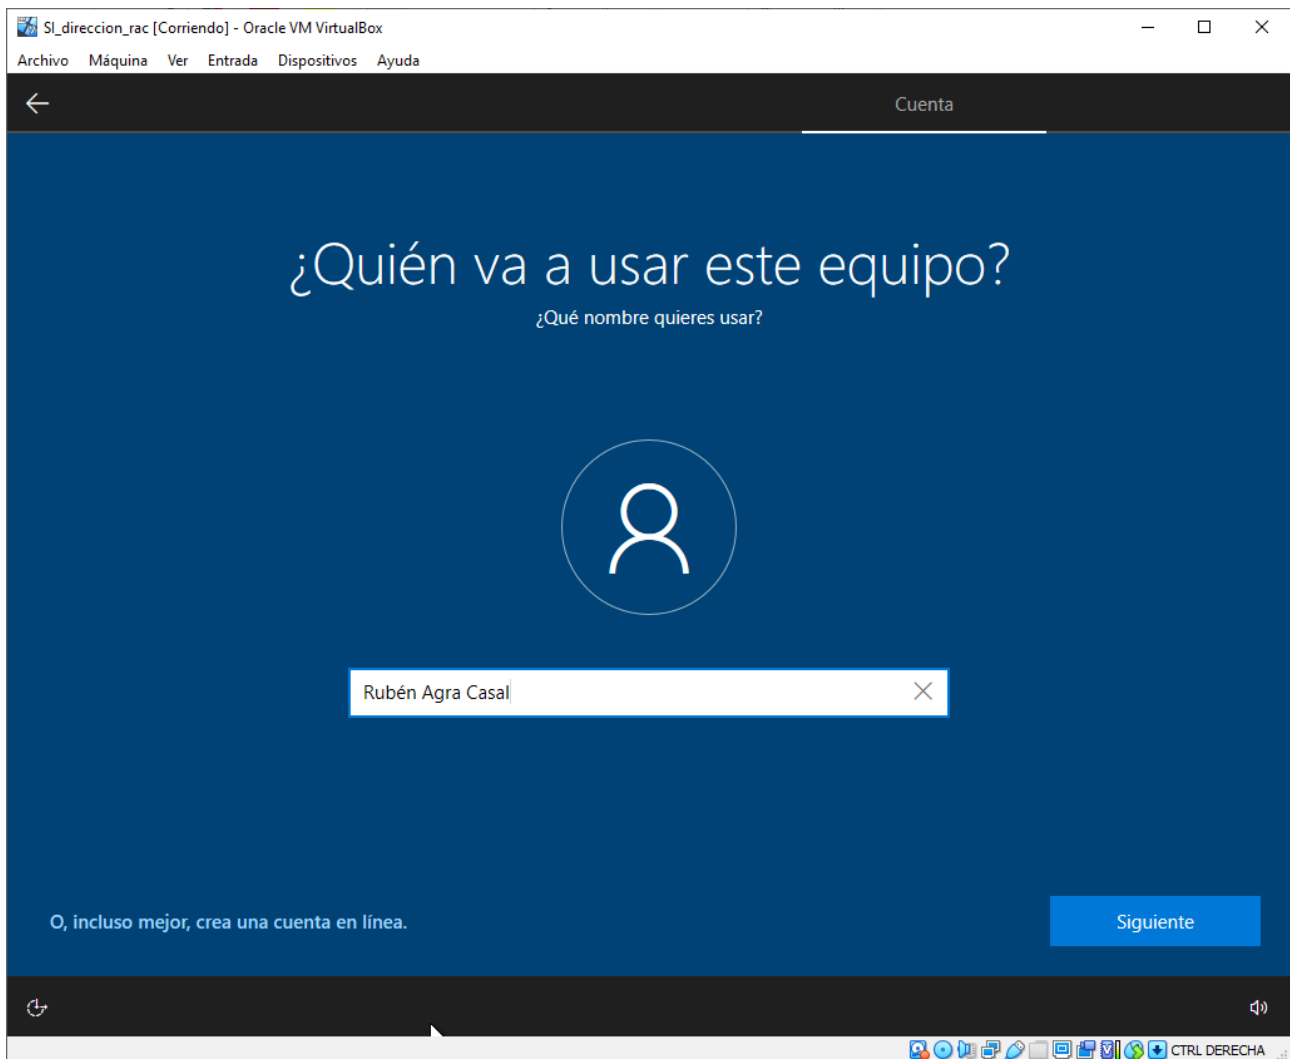 SI_direccion_rac [Corriendo] - Oracle VM VirtualBox
Archivo Máquina Ver Entrada Dispositivos Ayuda
Cuenta
¿Quién va a usar este equipo?
¿Qué nombre quieres usar?
Rubén Agra Casal
O, incluso mejor, crea una cuenta en línea.
Siguiente
CTRL DERECHA